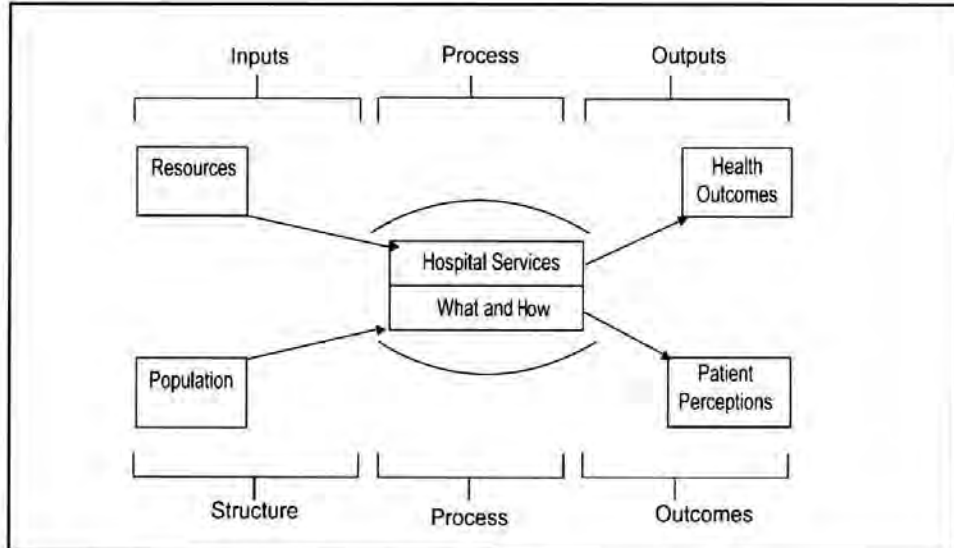 Inputs Process Outputs
Resources
Health
Outcomes
Hospital Services
What and How
Population
Patient
Perceptions
Structure Process Outcomes